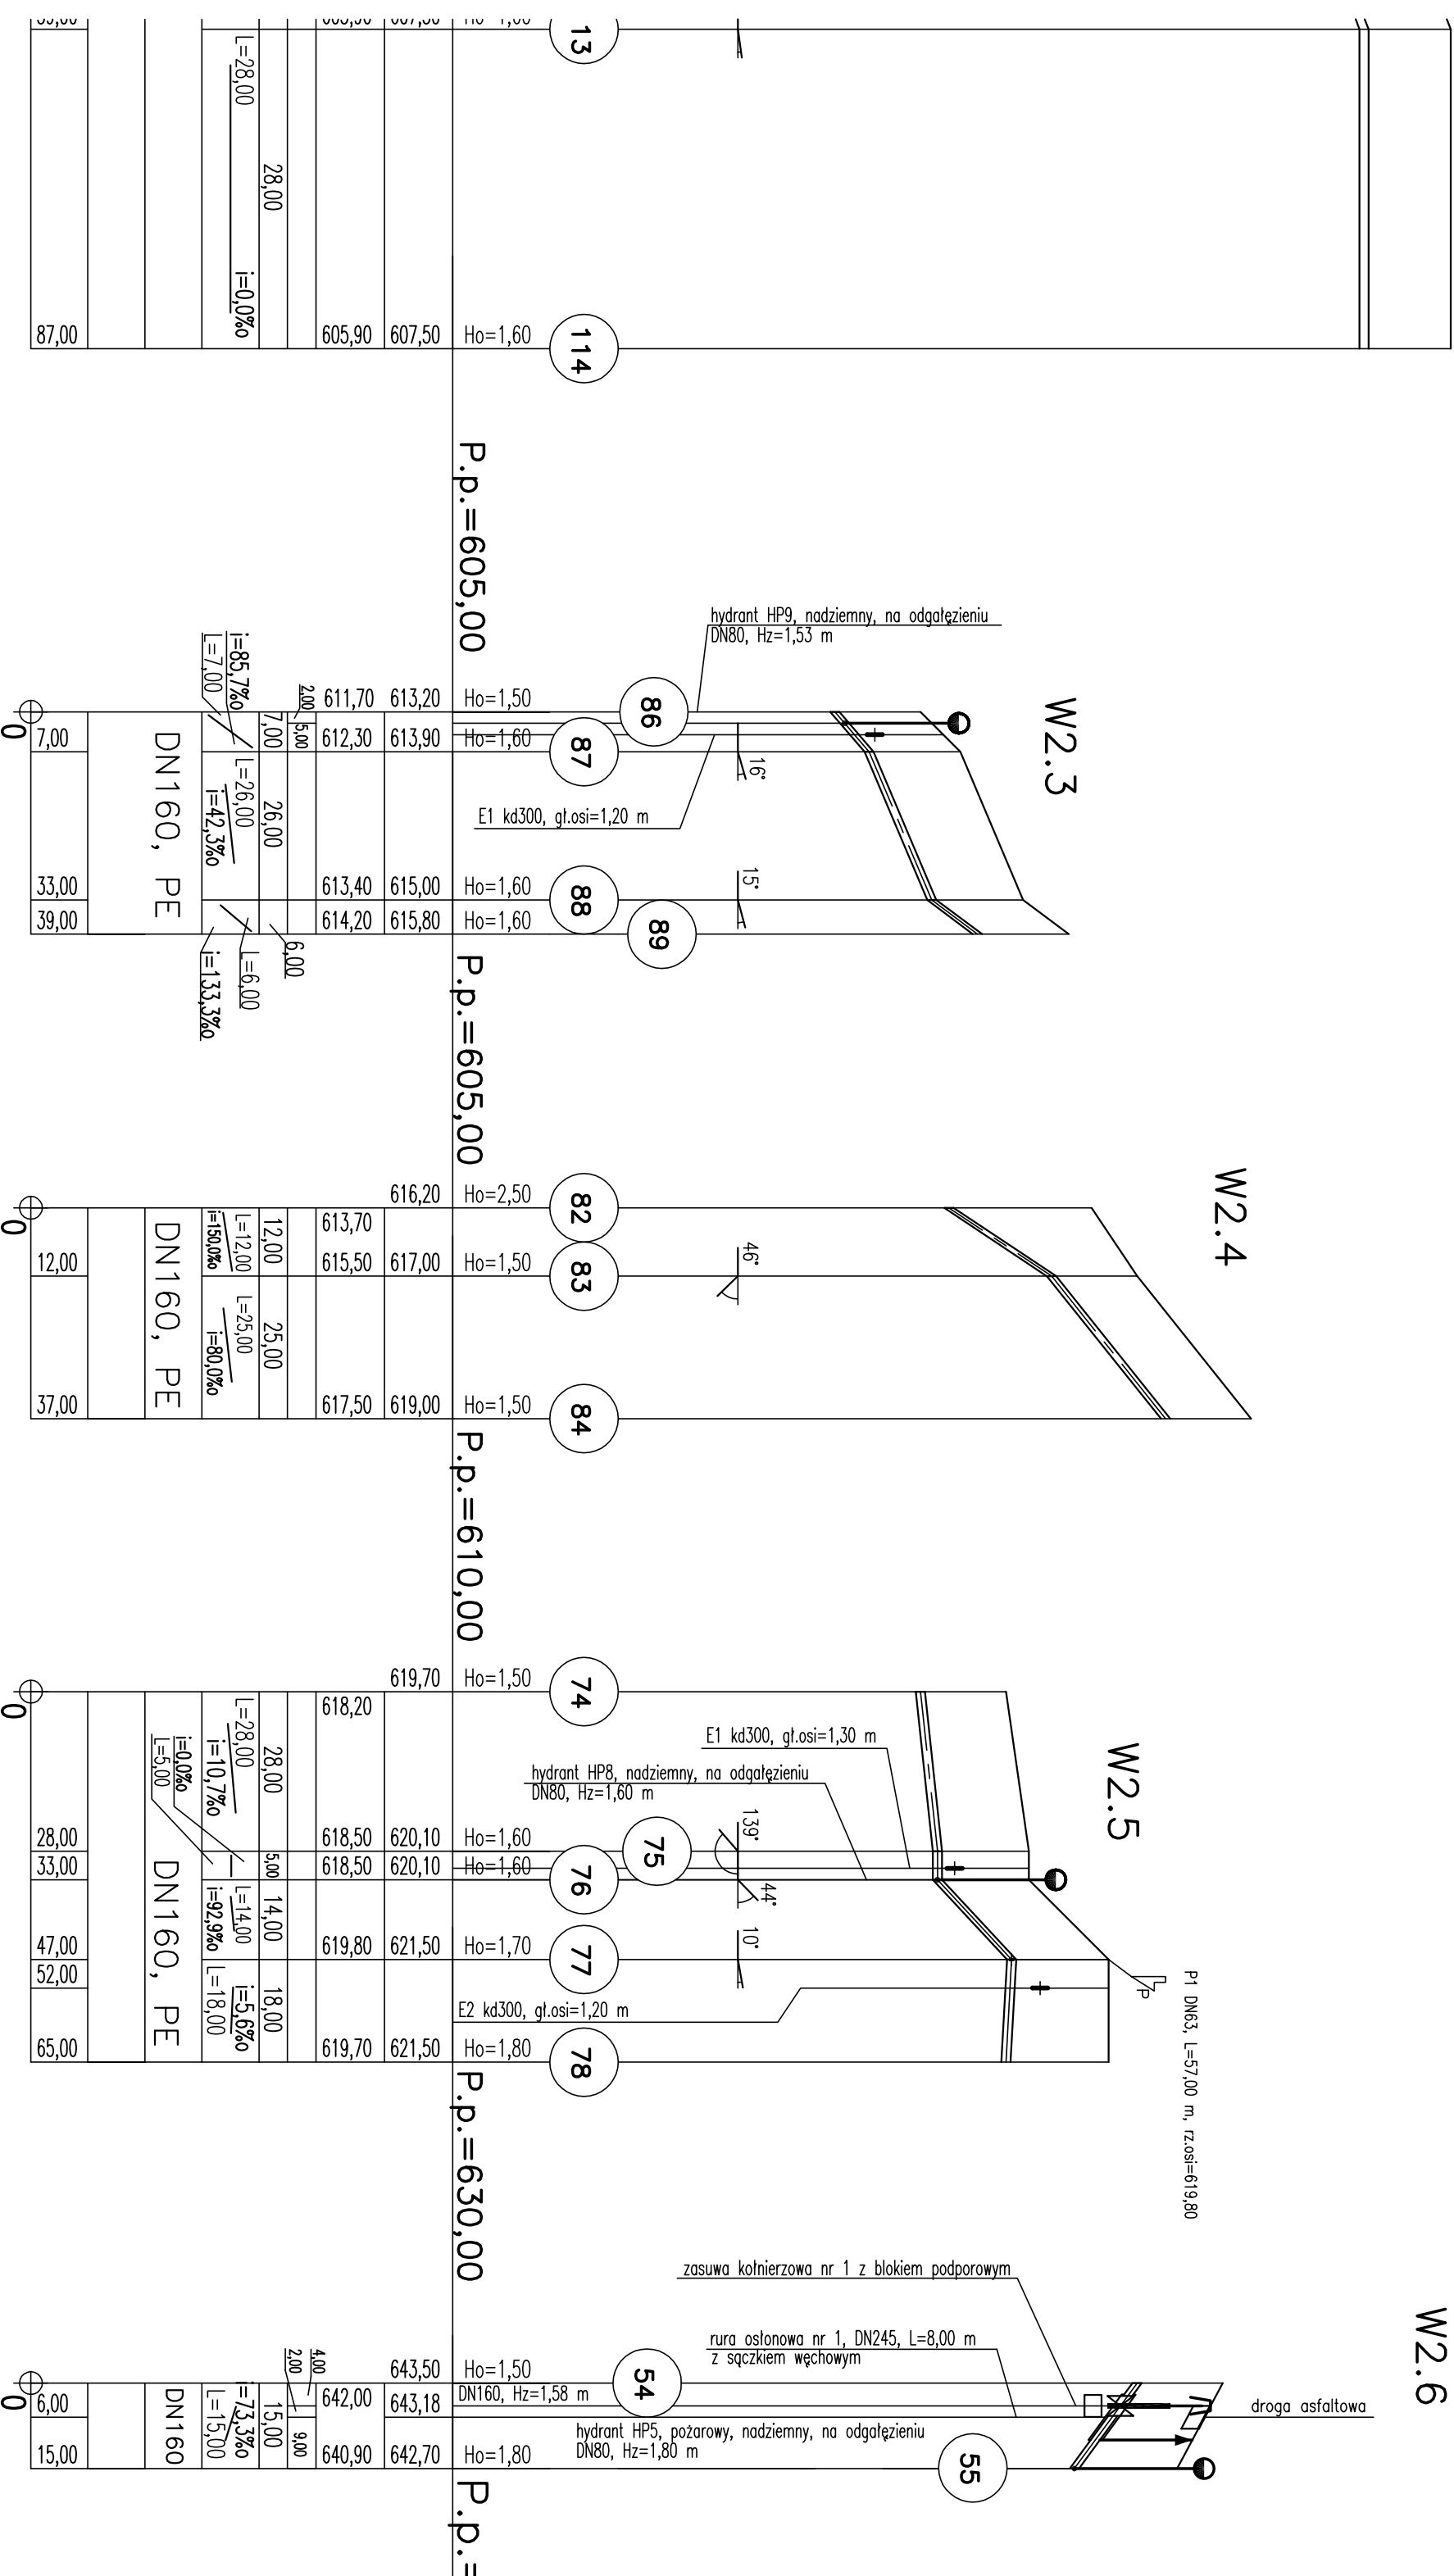 13
L=28,00
28,00
i=0,0‰
87,00
605,90
607,50
Ho=1,60
114
P.p.=605,00
W2.3
hydrant HP9, nadziemny, na odgałęzieniu
DN80, Hz=1,53 m
i=85,7‰
L=7,00
2,00
5,00
7,00
611,70
613,20
Ho=1,50
86
0
7,00
612,30
613,90
Ho=1,60
87
16°
E1 kd300, gł.osi=1,20 m
DN160, PE
L=26,00
i=42,3‰
26,00
33,00
613,40
615,00
Ho=1,60
88
15°
39,00
614,20
615,80
Ho=1,60
89
6,00
L=6,00
i=133,3‰
P.p.=605,00
W2.4
616,20
Ho=2,50
82
0
613,70
12,00
L=12,00
i=150,0‰
12,00
615,50
617,00
Ho=1,50
83
46°
DN160, PE
25,00
L=25,00
i=80,0‰
37,00
617,50
619,00
Ho=1,50
84
P.p.=610,00
W2.5
619,70
Ho=1,50
74
0
618,20
28,00
L=28,00
i=10,7‰
i=0,0‰
L=5,00
E1 kd300, gł.osi=1,30 m
hydrant HP8, nadziemny, na odgałęzieniu
DN80, Hz=1,60 m
28,00
618,50
620,10
Ho=1,60
75
139°
33,00
5,00
618,50
620,10
Ho=1,60
76
44°
DN160, PE
14,00
L=14,00
i=92,9‰
47,00
619,80
621,50
Ho=1,70
77
10°
52,00
E2 kd300, gł.osi=1,20 m
18,00
i=5,6‰
L=18,00
65,00
619,70
621,50
Ho=1,80
78
P
P1 DN63, L=57,00 m, rz.osi=619,80
P.p.=630,00
W2.6
zasuwa kołnierzowa nr 1 z blokiem podporowym
rura osłonowa nr 1, DN245, L=8,00 m
z sączkiem węchowym
droga asfaltowa
4,00
2,00
643,50
Ho=1,50
54
0
6,00
642,00
643,18
DN160, Hz=1,58 m
hydrant HP5, pożarowy, nadziemny, na odgałęzieniu
DN80, Hz=1,80 m
DN160
i=73,3‰
L=15,00
15,00
9,00
15,00
640,90
642,70
Ho=1,80
55
P.p.=